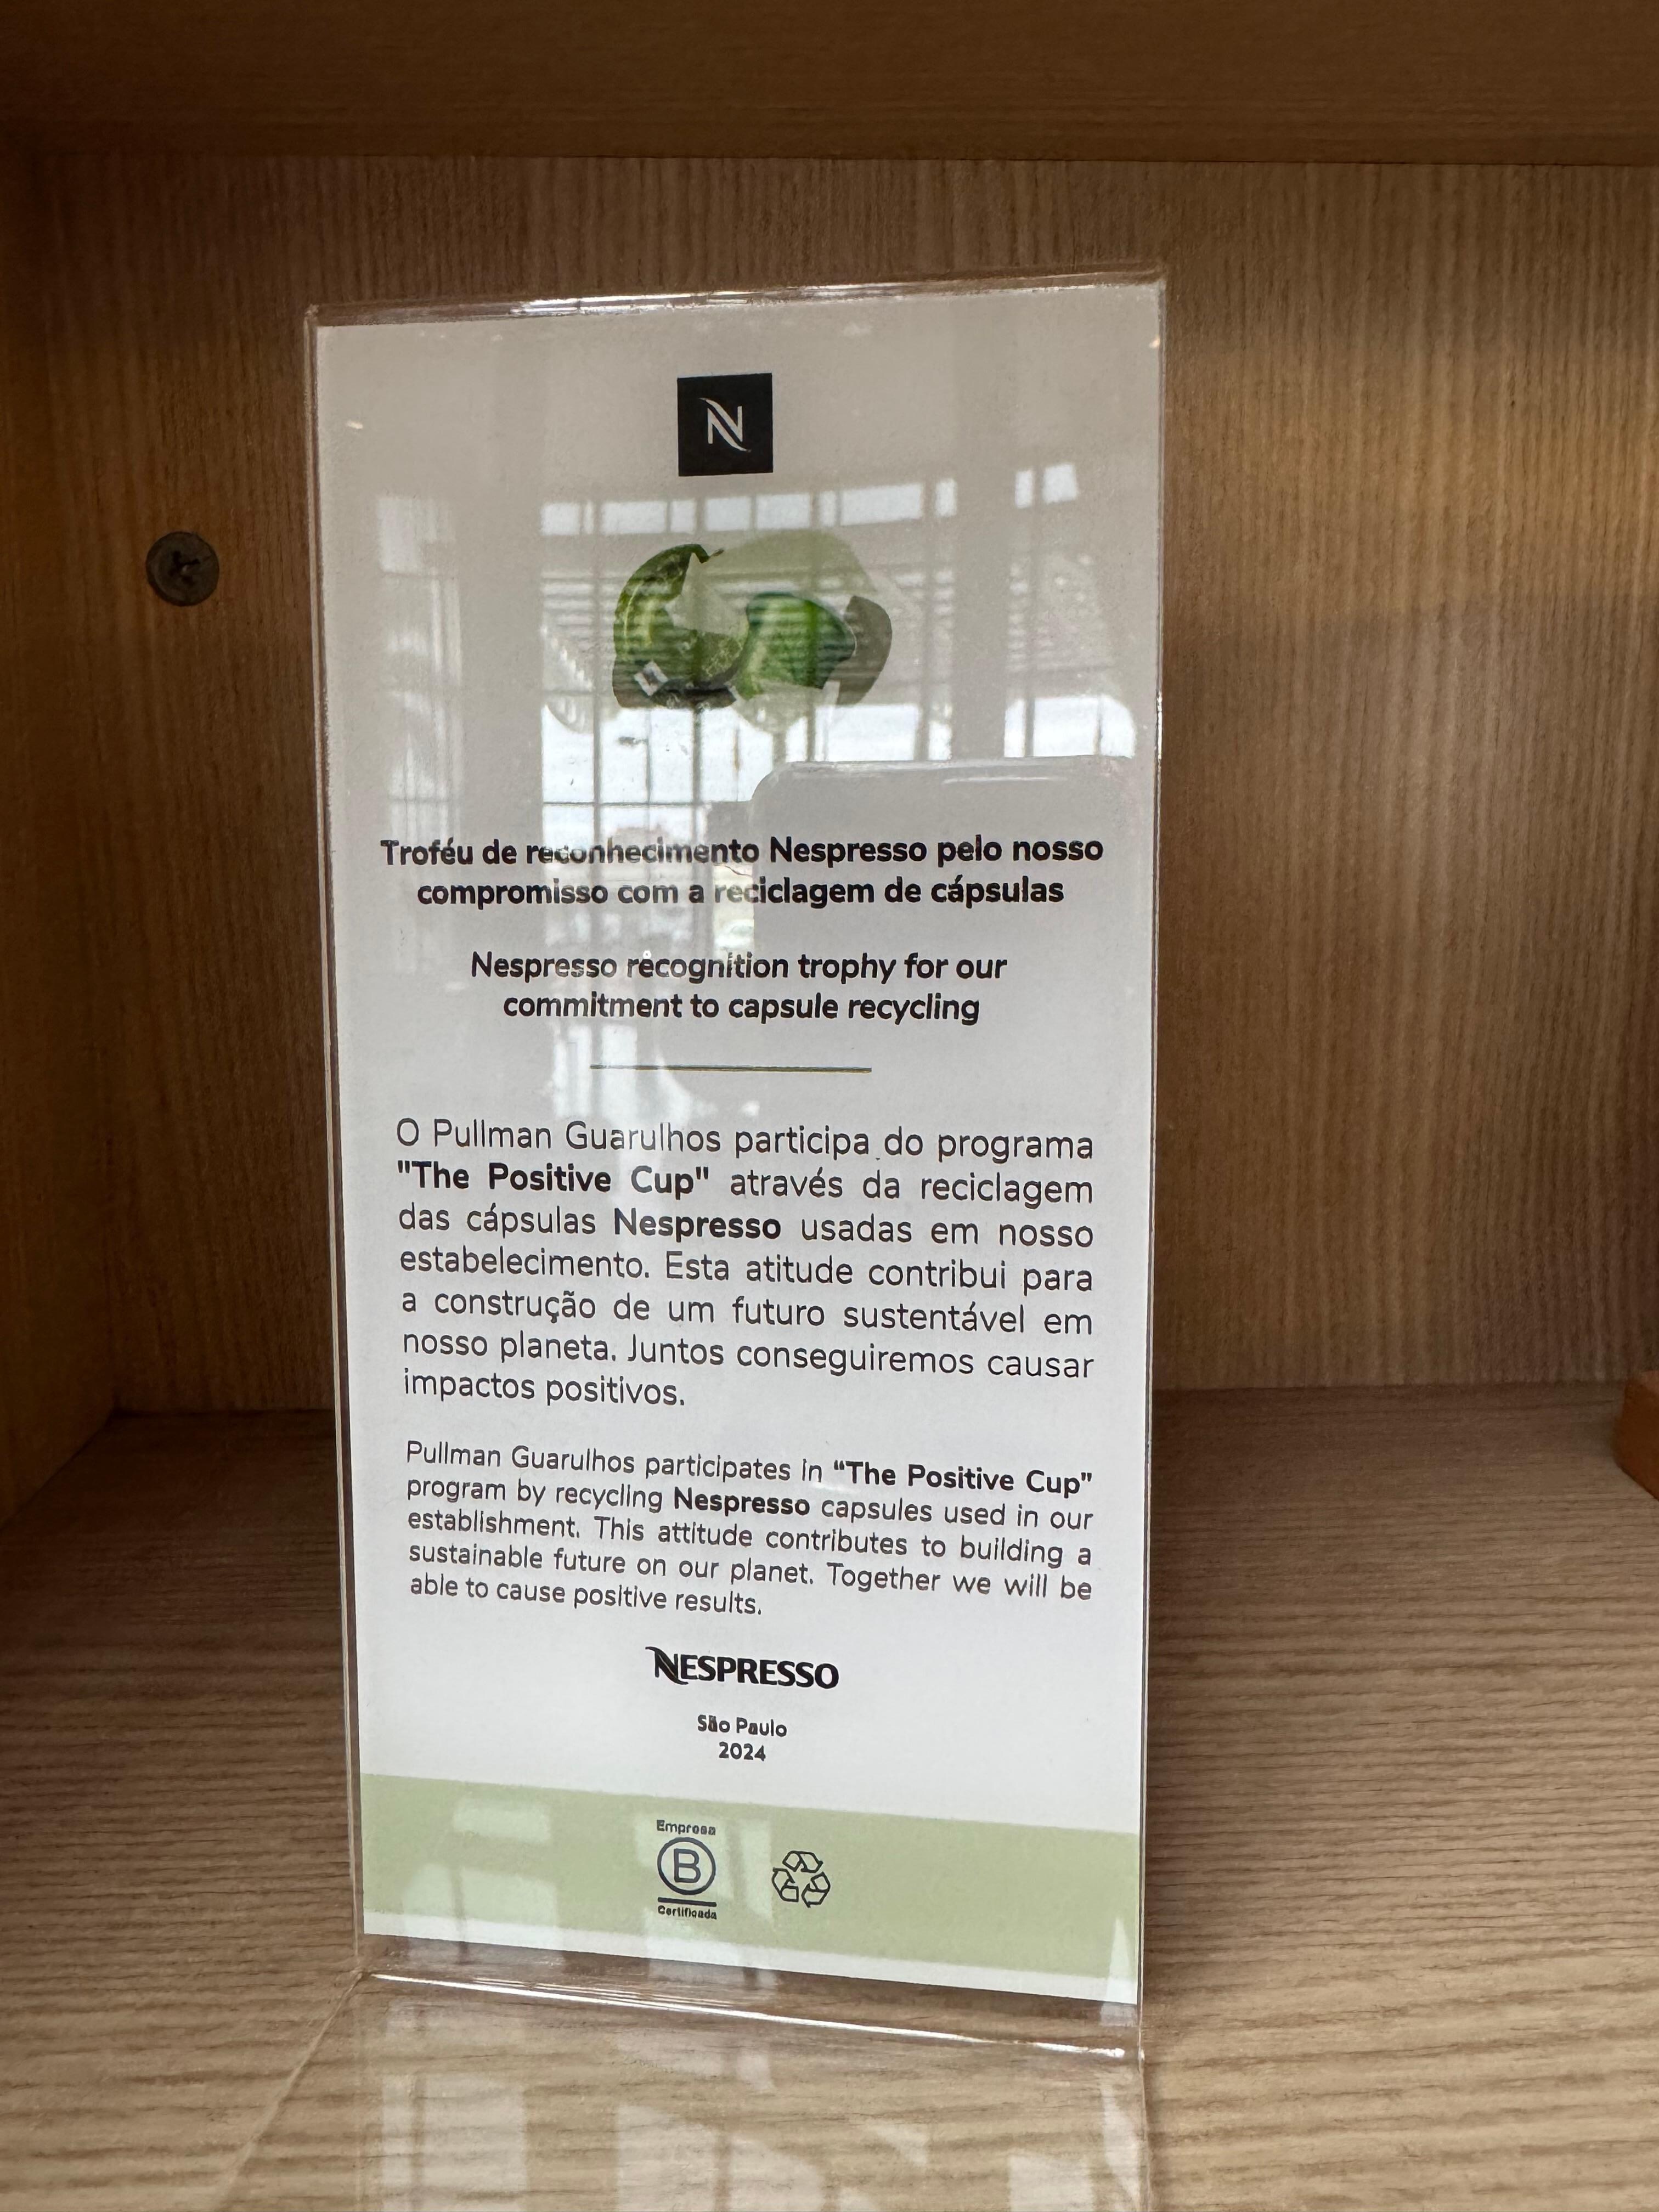 N
Troféu de reconhecimento Nespresso pelo nosso
compromisso com a reciclagem de cápsulas
Nespresso recognition trophy for our
commitment to capsule recycling
O Pullman Guarulhos participa do programa
"The Positive Cup" através da reciclagem
das cápsulas Nespresso usadas em nosso
estabelecimento. Esta atitude contribui para
a construção de um futuro sustentável em
nosso planeta. Juntos conseguiremos causar
impactos positivos.
Pullman Guarulhos participates in “The Positive Cup”
program by recycling Nespresso capsules used in our
establishment. This attitude contributes to building a
sustainable future on our planet. Together we will be
able to cause positive results.
NESPRESSO
São Paulo
2024
Empresa
B
Certificada